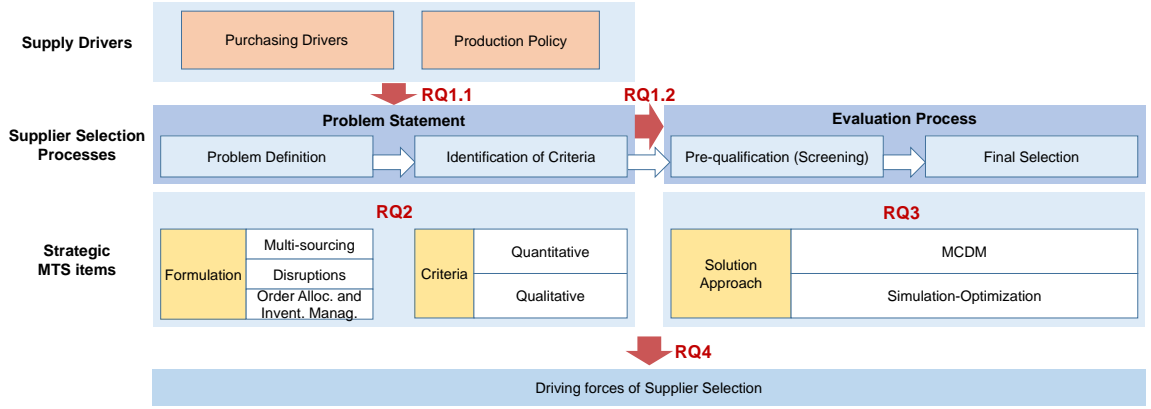 Supply Drivers
Purchasing Drivers
Production Policy
RQ1.1
RQ1.2
Supplier Selection
Processes
Problem Statement
Problem Definition
Identification of Criteria
Evaluation Process
Pre-qualification (Screening)
Final Selection
Strategic
MTS items
RQ2
Formulation
Multi-sourcing
Disruptions
Order Alloc. and
Invent. Manag.
Criteria
Quantitative
Qualitative
RQ3
Solution
Approach
MCDM
Simulation-Optimization
RQ4
Driving forces of Supplier Selection